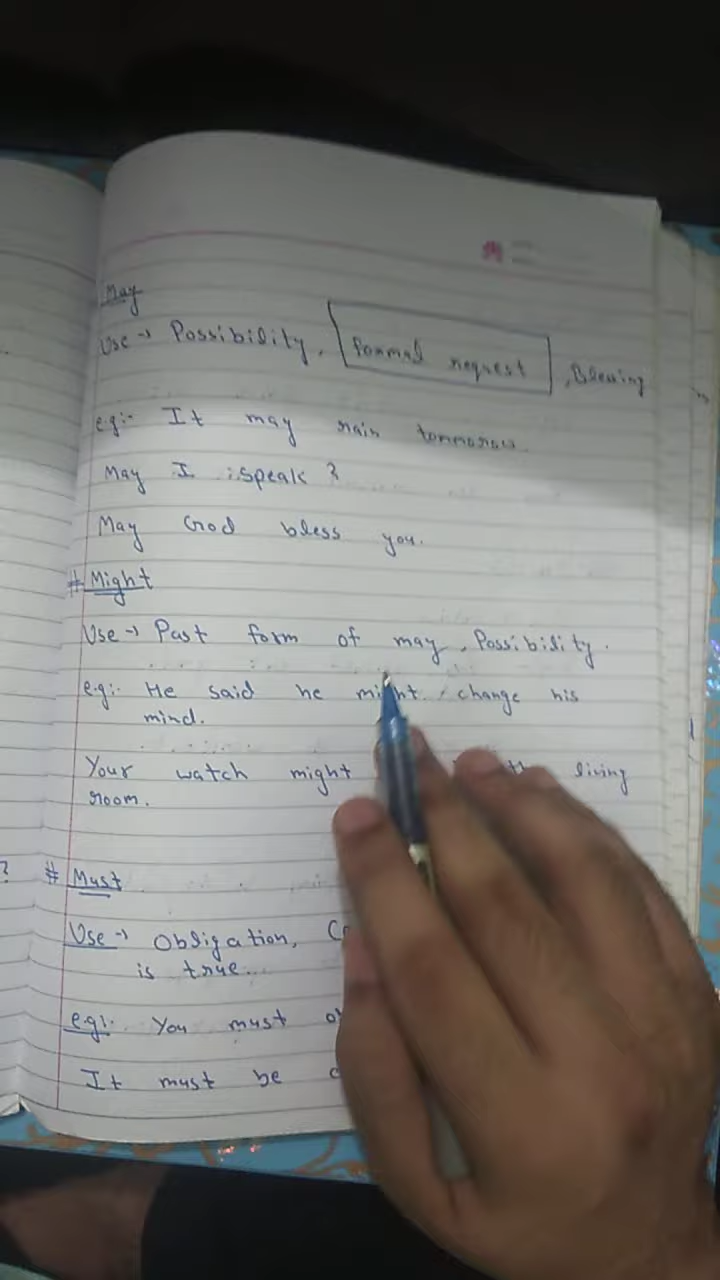 May
Use → Possibility, Formal request, Blessing
e.g:- It may rain tommorow.
May I speak?
May God bless you.
# Might
Use → Past form of may, Possibility.
e.g:- He said he might change his
mind.
Your watch might living
room.
# Must
Use → Obligation,
is true.
e.g:- You must
It must be
?